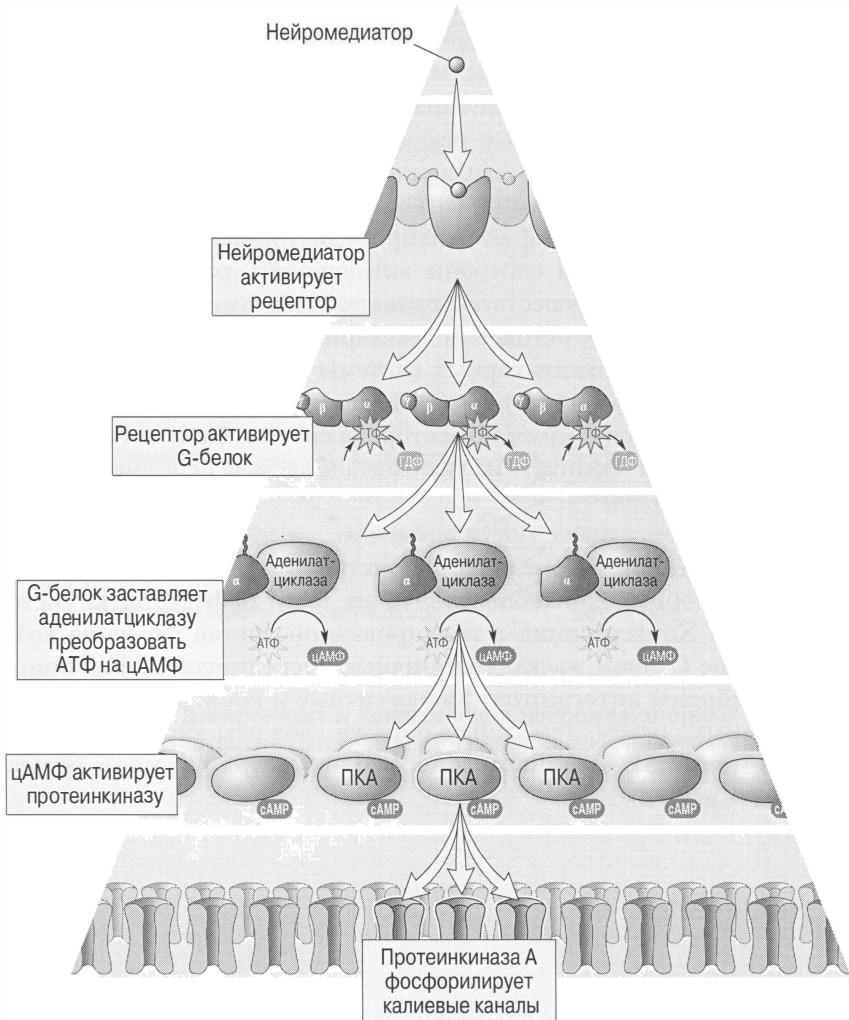 Нейромедиатор
Нейромедиатор
активирует
рецептор
γ β α
γ β α
γ β α
ГТФ
ГТФ
ГТФ
ГДФ
ГДФ
ГДФ
Рецептор активирует
G-белок
α
Аденилат-
циклаза
α
Аденилат-
циклаза
α
Аденилат-
циклаза
G-белок заставляет
аденилатциклазу
преобразовать
АТФ на цАМФ
АТФ
цАМФ
АТФ
цАМФ
АТФ
цАМФ
цАМФ активирует
протеинкиназу
ПКА
ПКА
ПКА
cAMP
cAMP
cAMP
cAMP
cAMP
cA
Протеинкиназа А
фосфорилирует
калиевые каналы